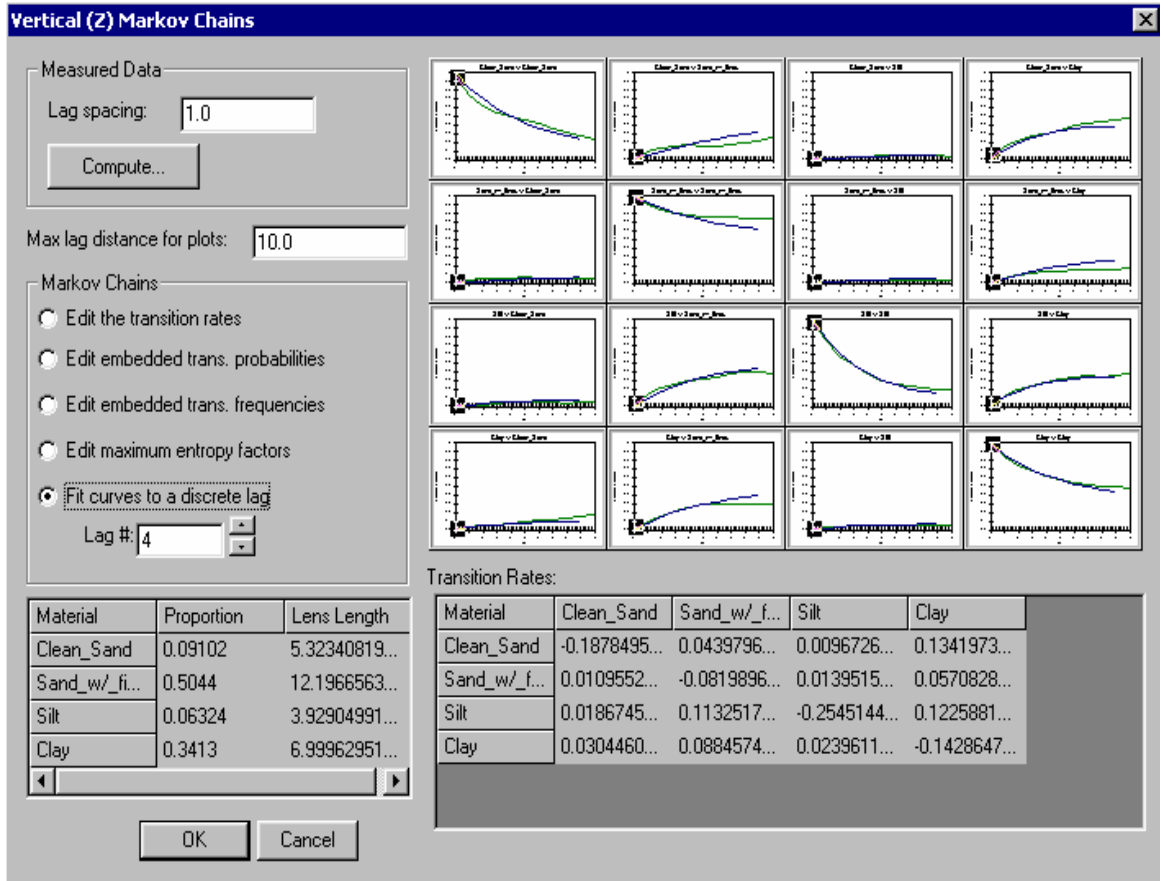 Vertical (Z) Markov Chains
Measured Data
Lag spacing: 1.0
Compute...
Max lag distance for plots: 10.0
Markov Chains
Edit the transition rates
Edit embedded trans. probabilities
Edit embedded trans. frequencies
Edit maximum entropy factors
Fit curves to a discrete lag
Lag #: 4
Material Proportion Lens Length
Clean_Sand 0.09102 5.32340819...
Sand_w/_fi... 0.5044 12.1966563...
Silt 0.06324 3.92904991...
Clay 0.3413 6.99962951...
OK Cancel
Transition Rates:
Material Clean_Sand Sand_w/_f... Silt Clay
Clean_Sand -0.1878495... 0.0439796... 0.0096726... 0.1341973...
Sand_w/_f... 0.0109552... -0.0819896... 0.0139515... 0.0570828...
Silt 0.0186745... 0.1132517... -0.2545144... 0.1225881...
Clay 0.0304460... 0.0884574... 0.0239611... -0.1428647...